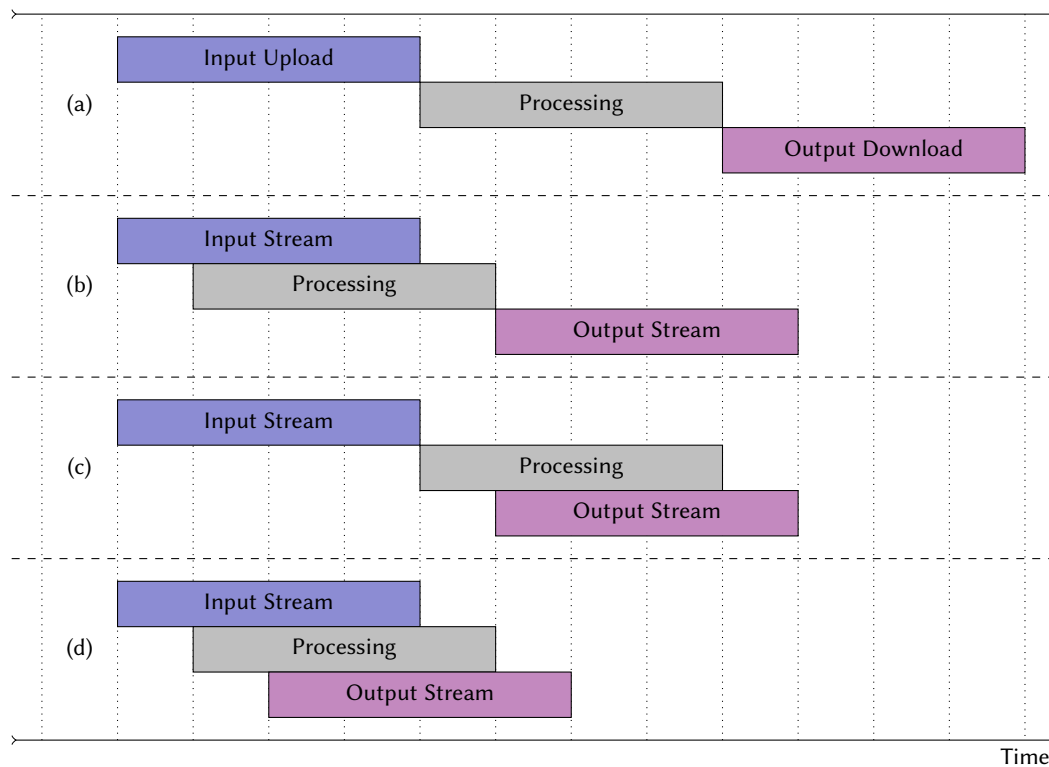 Input Upload
(a)
Processing
Output Download
Input Stream
(b)
Processing
Output Stream
Input Stream
(c)
Processing
Output Stream
Input Stream
(d)
Processing
Output Stream
Time